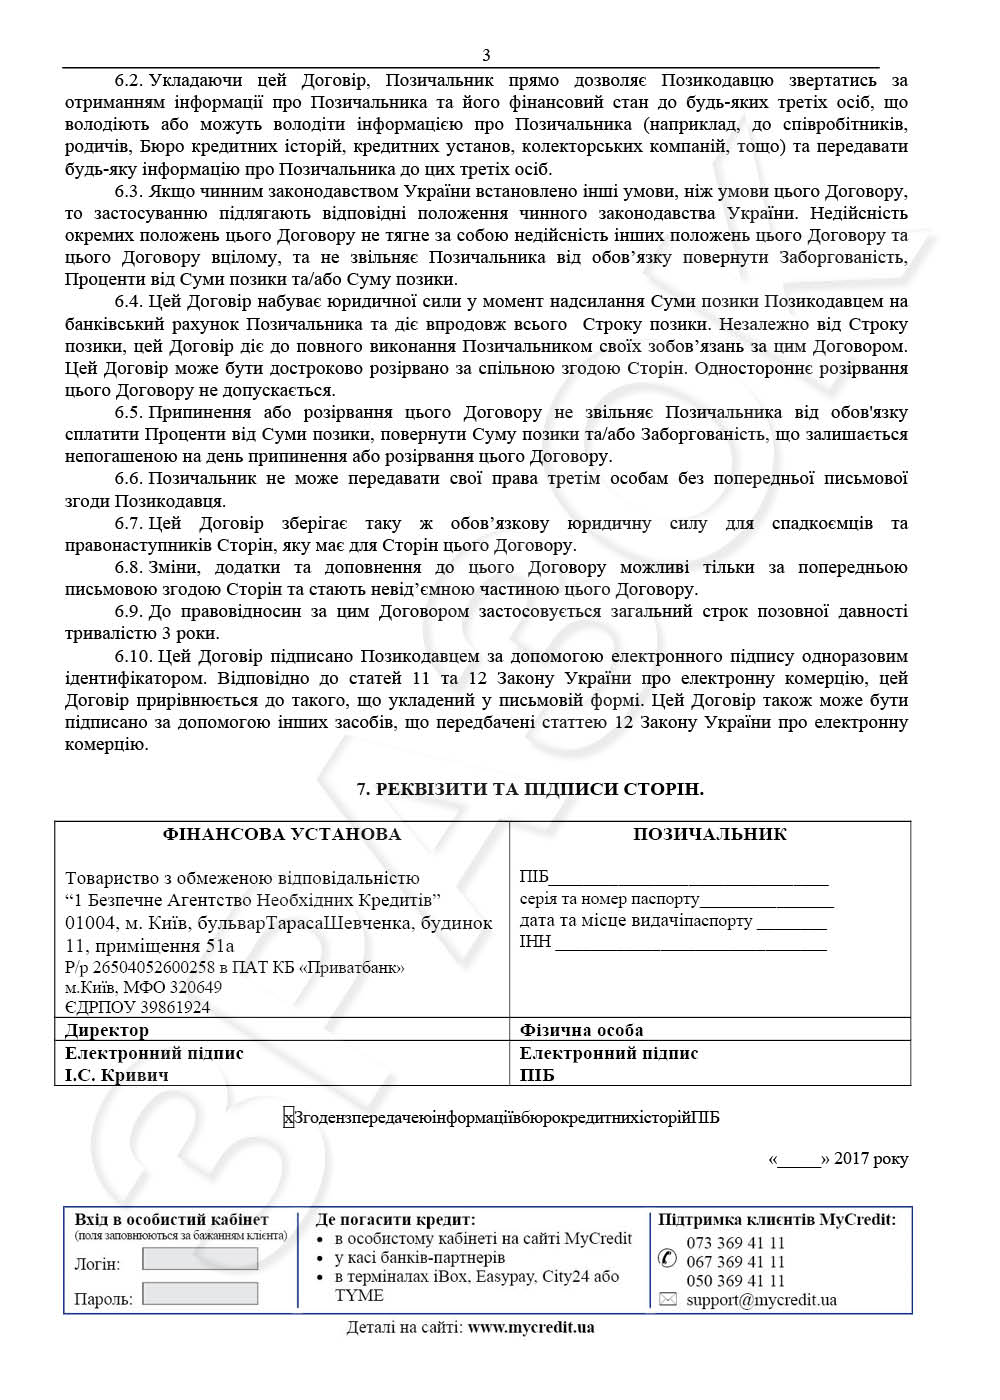 3
6.2. Укладаючи цей Договір, Позичальник прямо дозволяє Позикодавцю звертатись за
отриманням інформації про Позичальника та його фінансовий стан до будь-яких третіх осіб, що
володіють або можуть володіти інформацією про Позичальника (наприклад, до співробітників,
родичів, Бюро кредитних історій, кредитних установ, колекторських компаній, тощо) та передавати
будь-яку інформацію про Позичальника до цих третіх осіб.
6.3. Якщо чинним законодавством України встановлено інші умови, ніж умови цього Договору,
то застосуванню підлягають відповідні положення чинного законодавства України. Недійсність
окремих положень цього Договору не тягне за собою недійсність інших положень цього Договору та
цього Договору вцілому, та не звільняє Позичальника від обов’язку повернути Заборгованість,
Проценти від Суми позики та/або Суму позики.
6.4. Цей Договір набуває юридичної сили у момент надсилання Суми позики Позикодавцем на
банківський рахунок Позичальника та діє впродовж всього Строку позики. Незалежно від Строку
позики, цей Договір діє до повного виконання Позичальником своїх зобов’язань за цим Договором.
Цей Договір може бути достроково розірвано за спільною згодою Сторін. Одностороннє розірвання
цього Договору не допускається.
6.5. Припинення або розірвання цього Договору не звільняє Позичальника від обов'язку
сплатити Проценти від Суми позики, повернути Суму позики та/або Заборгованість, що залишається
непогашеною на день припинення або розірвання цього Договору.
6.6. Позичальник не може передавати свої права третім особам без попередньої письмової
згоди Позикодавця.
6.7. Цей Договір зберігає таку ж обов’язкову юридичну силу для спадкоємців та
правонаступників Сторін, яку має для Сторін цього Договору.
6.8. Зміни, додатки та доповнення до цього Договору можливі тільки за попередньою
письмовою згодою Сторін та стають невід’ємною частиною цього Договору.
6.9. До правовідносин за цим Договором застосовується загальний строк позовної давності
тривалістю 3 роки.
6.10. Цей Договір підписано Позикодавцем за допомогою електронного підпису одноразовим
ідентифікатором. Відповідно до статей 11 та 12 Закону України про електронну комерцію, цей
Договір прирівнюється до такого, що укладений у письмовій формі. Цей Договір також може бути
підписано за допомогою інших засобів, що передбачені статтею 12 Закону України про електронну
комерцію.
7. РЕКВІЗИТИ ТА ПІДПИСИ СТОРІН.
ФІНАНСОВА УСТАНОВА
Товариство з обмеженою відповідальністю
“1 Безпечне Агентство Необхідних Кредитів”
01004, м. Київ, бульварТарасаШевченка, будинок
11, приміщення 51а
Р/р 26504052600258 в ПАТ КБ «Приватбанк»
м.Київ, МФО 320649
ЄДРПОУ 39861924
ПОЗИЧАЛЬНИК
ПІБ________________________________
серія та номер паспорту_______________
дата та місце видачіпаспорту ________
ІНН _______________________________
Директор
Фізична особа
Електронний підпис
І.С. Кривич
Електронний підпис
ПІБ
хЗгодензпередачеюінформаціївбюрокредитнихісторійПІБ
«_____» 2017 року
Вхід в особистий кабінет
(поля заповнюються за бажанням клієнта)
Логін:
Пароль:
Де погасити кредит:
• в особистому кабінеті на сайті MyCredit
• у касі банків-партнерів
• в терміналах iBox, Easypay, City24 або
TYME
Підтримка клієнтів MyCredit:
073 369 41 11
067 369 41 11
050 369 41 11
support@mycredit.ua
Деталі на сайті: www.mycredit.ua
ЗРАЗОК